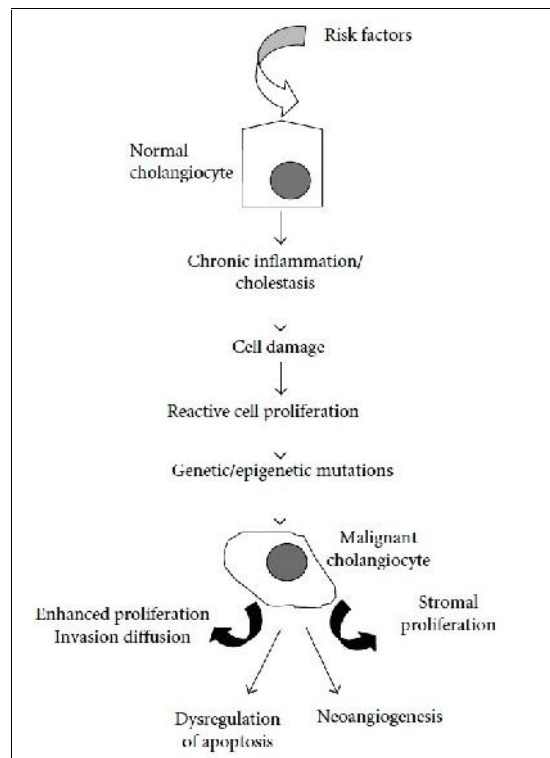 Risk factors
Normal
cholangiocyte
Chronic inflammation/
cholestasis
Cell damage
Reactive cell proliferation
Genetic/epigenetic mutations
Malignant
cholangiocyte
Enhanced proliferation
Invasion diffusion
Stromal
proliferation
Dysregulation
of apoptosis
Neoangiogenesis